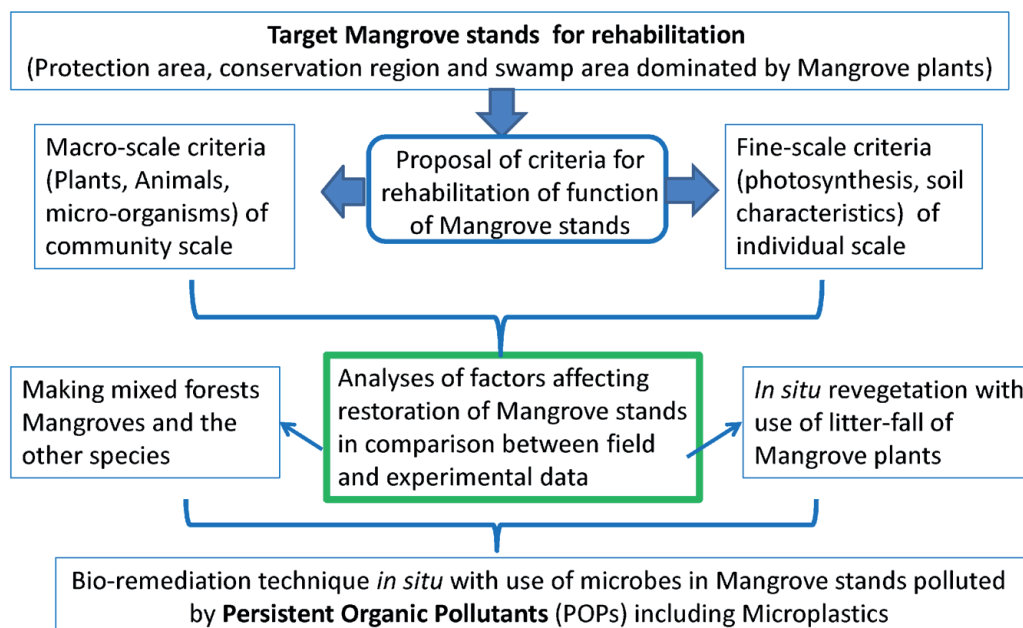 Target Mangrove stands for rehabilitation
(Protection area, conservation region and swamp area dominated by Mangrove plants)
Macro-scale criteria
(Plants, Animals,
micro-organisms) of
community scale
Proposal of criteria for
rehabilitation of function
of Mangrove stands
Fine-scale criteria
(photosynthesis, soil
characteristics) of
individual scale
Making mixed forests
Mangroves and the
other species
Analyses of factors affecting
restoration of Mangrove stands
in comparison between field
and experimental data
In situ revegetation with
use of litter-fall of
Mangrove plants
Bio-remediation technique in situ with use of microbes in Mangrove stands polluted
by Persistent Organic Pollutants (POPs) including Microplastics